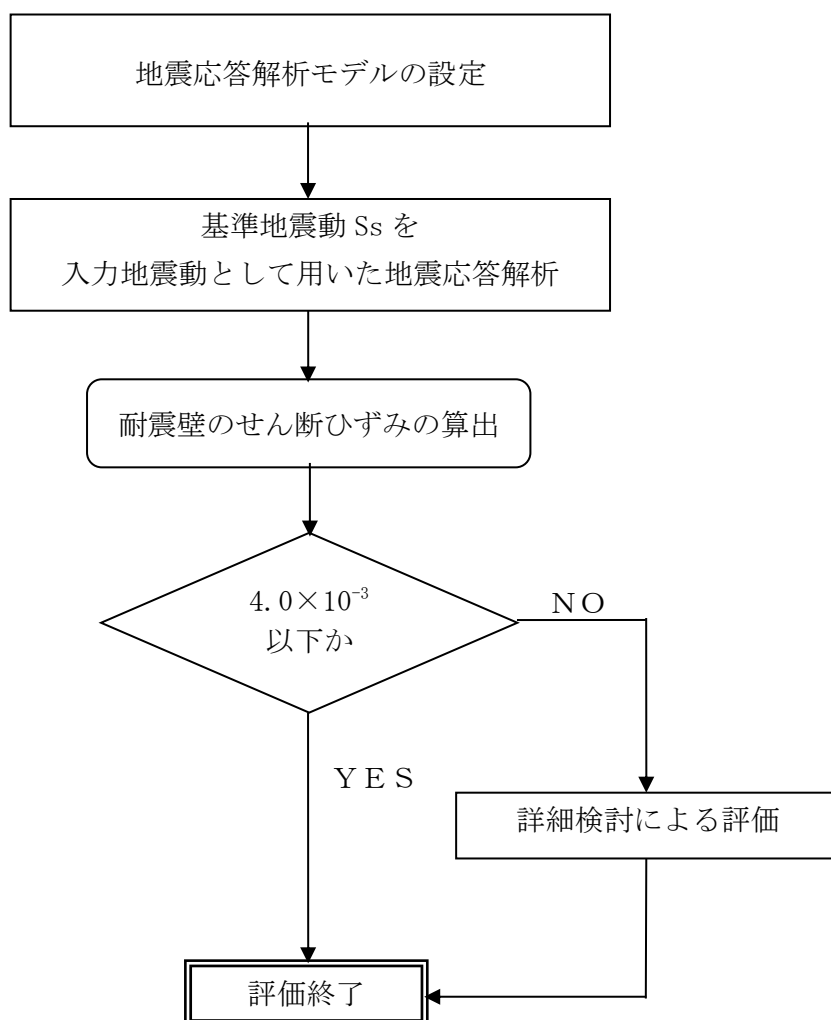 地震応答解析モデルの設定
基準地震動 Ss を
入力地震動として用いた地震応答解析
耐震壁のせん断ひずみの算出
4.0×10⁻³
以下か
ＮＯ
ＹＥＳ
詳細検討による評価
評価終了